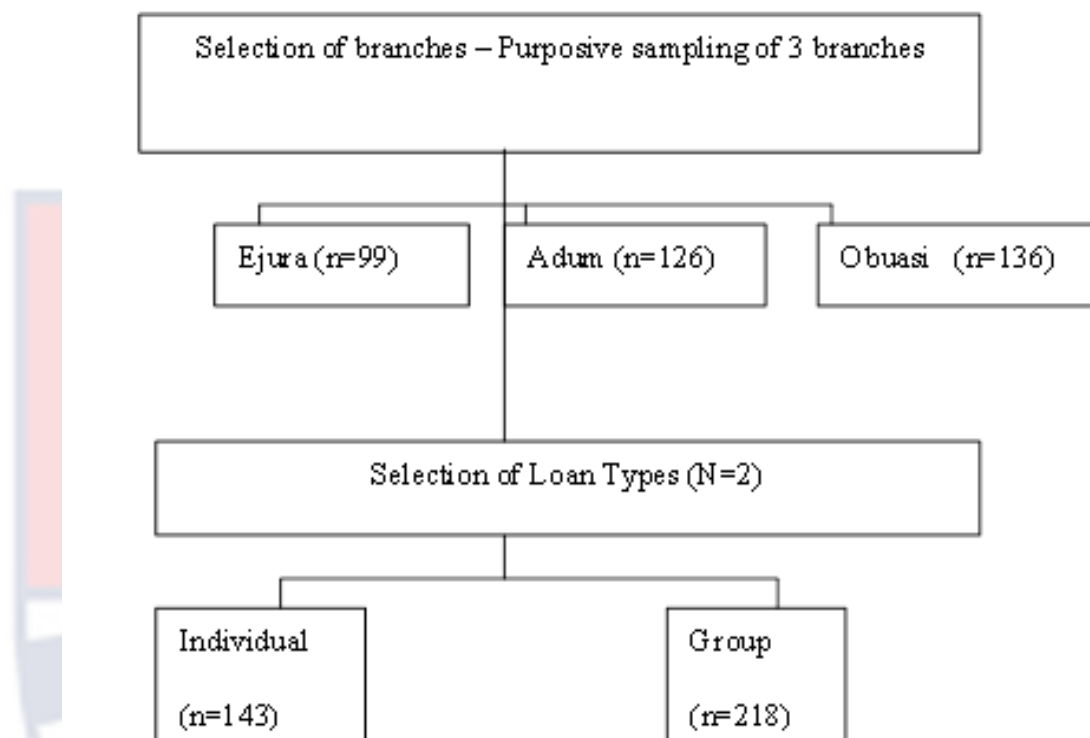 Selection of branches – Purposive sampling of 3 branches
Ejura (n=99)
Adum (n=126)
Obuasi (n=136)
Selection of Loan Types (N=2)
Individual
(n=143)
Group
(n=218)